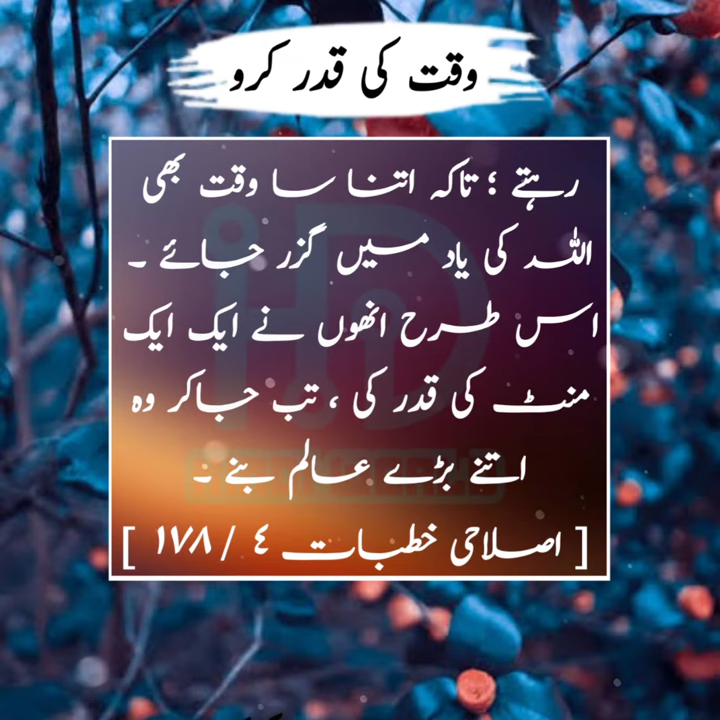 وقت کی قدر کرو
رہتے ؛ تاکہ اتنا سا وقت بھی
اللہ کی یاد میں گزر جائے ۔
اس طرح انھوں نے ایک ایک
منٹ کی قدر کی ، تب جاکر وہ
اتنے بڑے عالم بنے ۔
[ اصلاحی خطبات ٤ / ١٧٨ ]